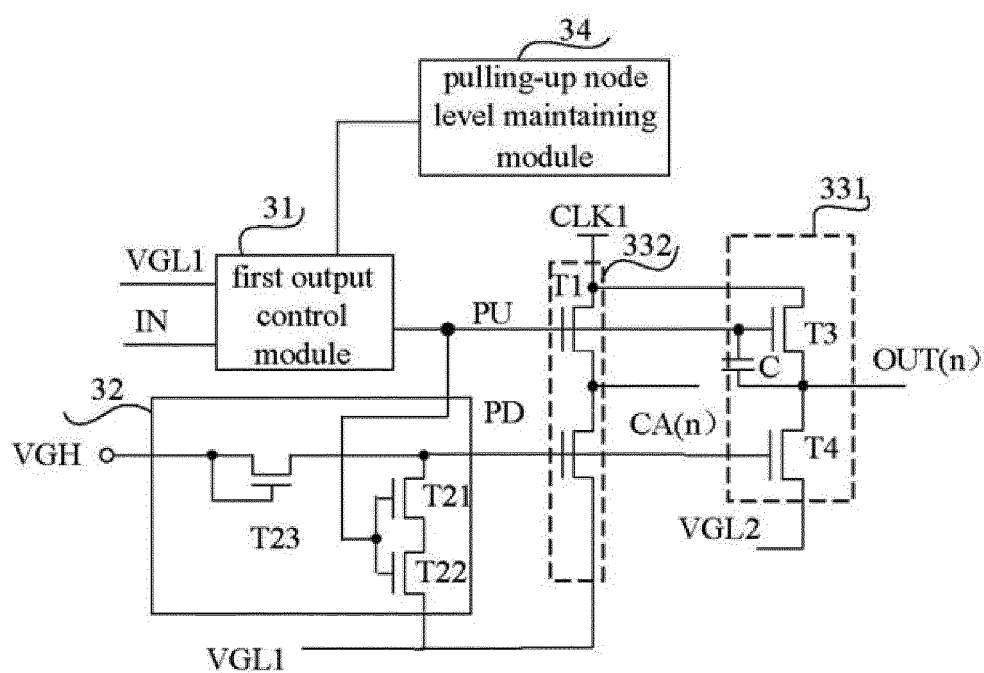 34
pulling-up node
level maintaining
module
31
VGL1
IN
first output
control
module
CLK1
332
331
T1
PU
T3
C
OUT(n)
32
PD
CA(n)
VGH
T4
T21
T23
T22
VGL2
VGL1